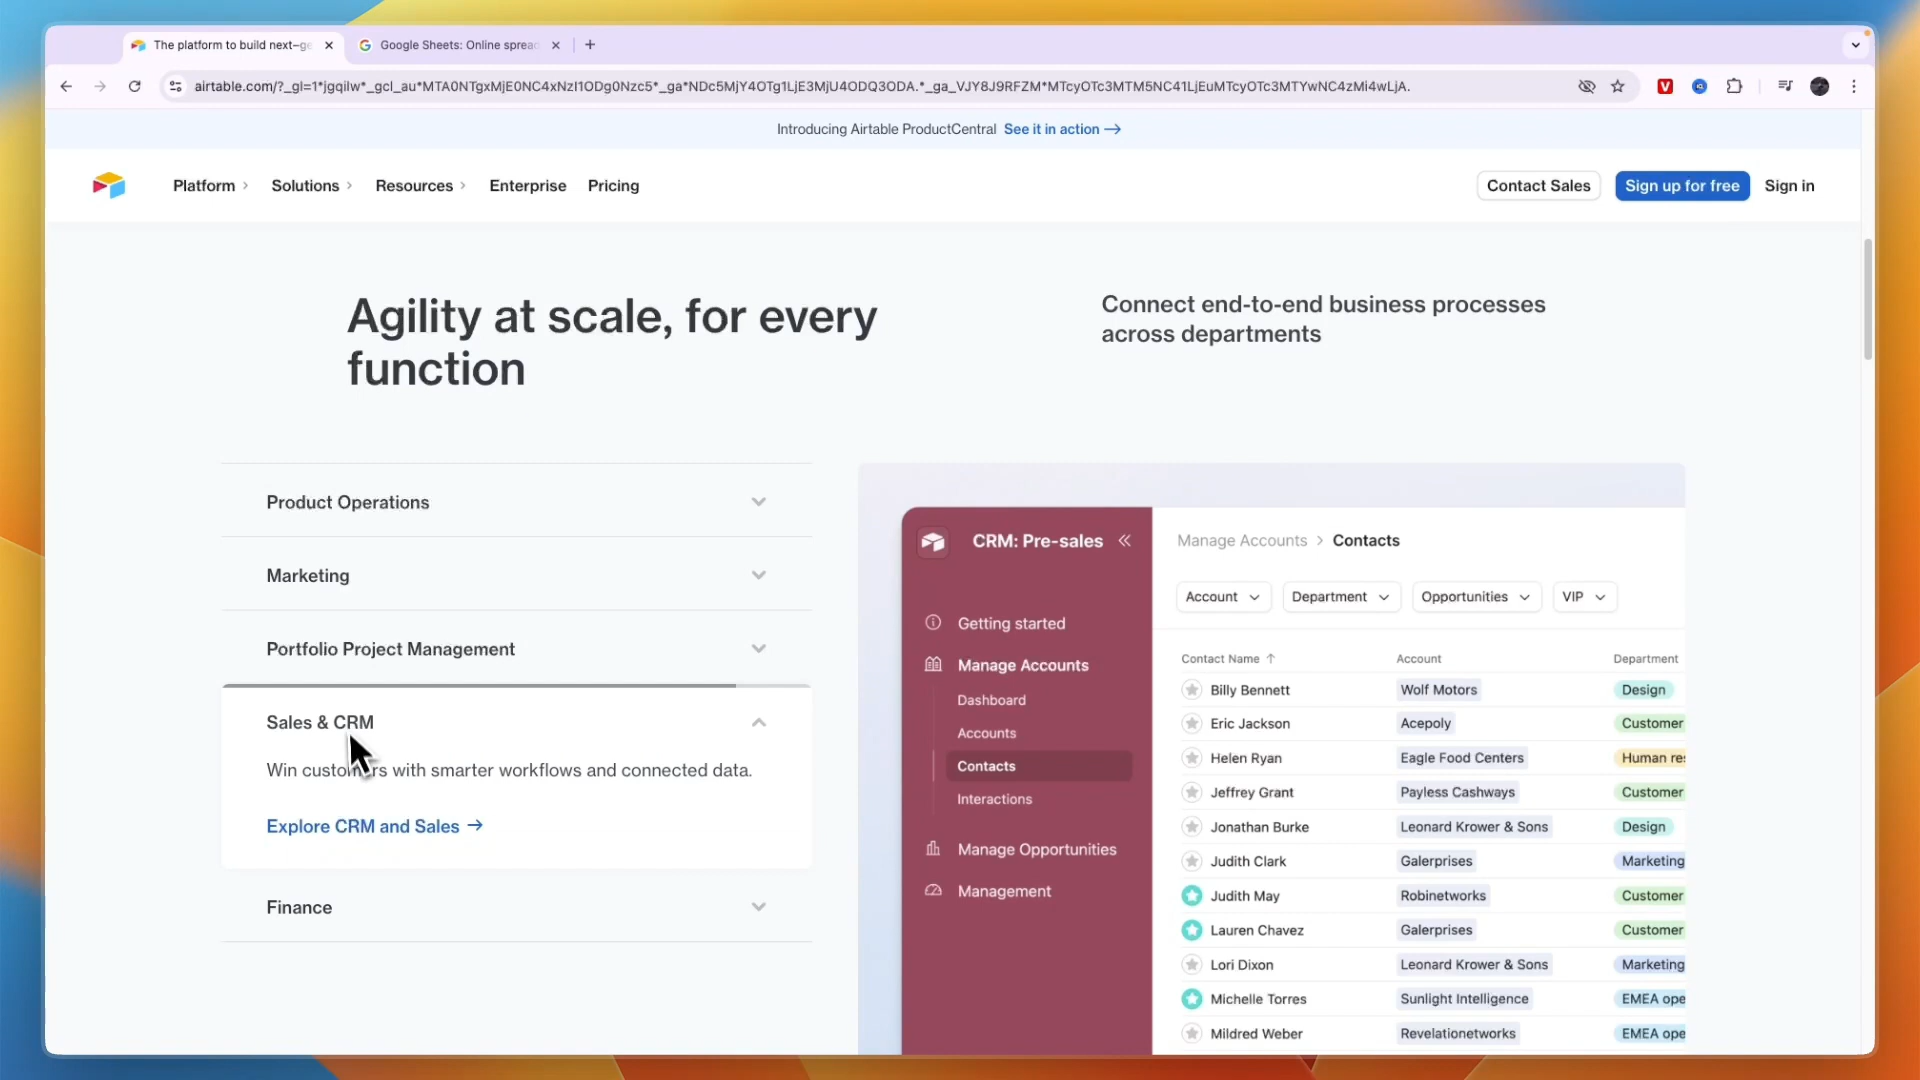 The platform to build next-ge
Google Sheets: Online sprea
airtable.com/?_gl=1*jgqilw*_gcl_au*MTA0NTgxMjE0NC4xNzI1ODg0Nzc5*_ga*NDc5MjY4OTg1LjE3MjU4ODQ3ODA.*_ga_VJY8J9RFZM*MTcyOTc3MTM5NC41LjEuMTcyOTc3MTYwNC4zMi4wLjA.
Introducing Airtable ProductCentral See it in action →
Platform
Solutions
Resources
Enterprise
Pricing
Contact Sales
Sign up for free
Sign in
Agility at scale, for every
function
Connect end-to-end business processes
across departments
Product Operations
Marketing
Portfolio Project Management
Sales & CRM
Win customers with smarter workflows and connected data.
Explore CRM and Sales →
Finance
CRM: Pre-sales
Getting started
Manage Accounts
Dashboard
Accounts
Contacts
Interactions
Manage Opportunities
Management
Manage Accounts > Contacts
Account Department Opportunities VIP
Contact Name ↑ Account Department
Billy Bennett Wolf Motors Design
Eric Jackson Acepoly Customer
Helen Ryan Eagle Food Centers Human res
Jeffrey Grant Payless Cashways Customer
Jonathan Burke Leonard Krower & Sons Design
Judith Clark Galerprises Marketing
Judith May Robinetworks Customer
Lauren Chavez Galerprises Customer
Lori Dixon Leonard Krower & Sons Marketing
Michelle Torres Sunlight Intelligence EMEA ope
Mildred Weber Revelationetworks EMEA ope